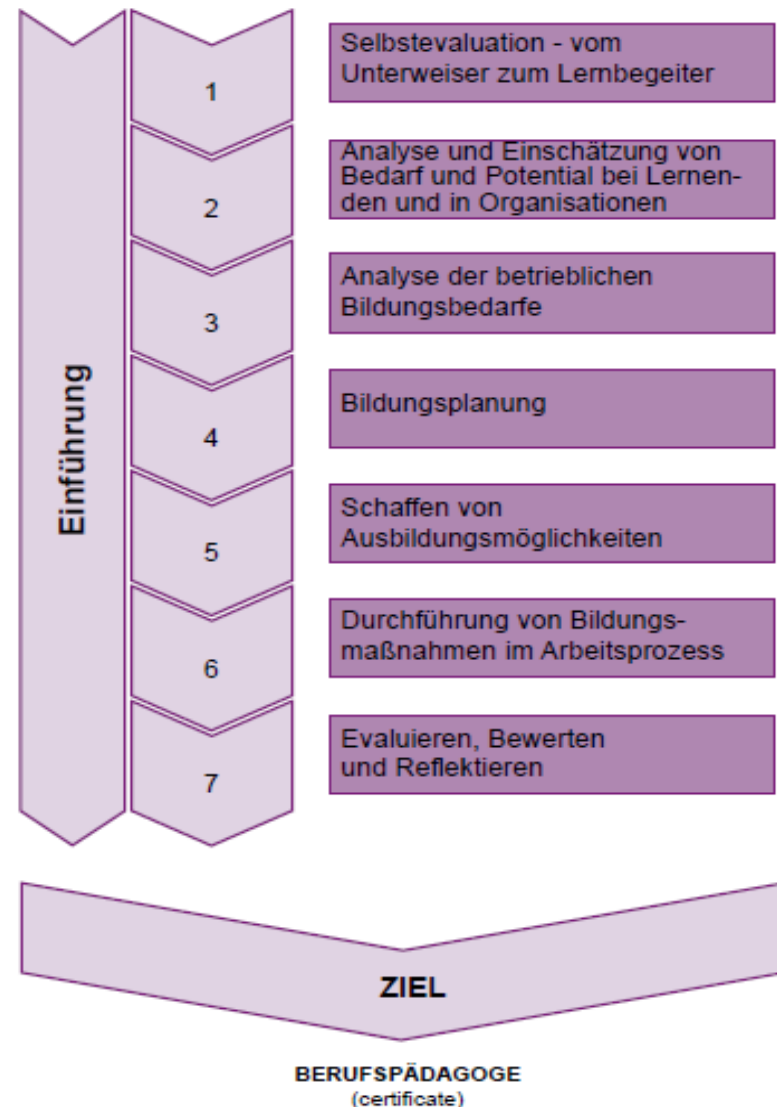 Einführung
1
Selbstevaluation - vom
Unterweiser zum Lernbegeiter
2
Analyse und Einschätzung von
Bedarf und Potential bei Lernen-
den und in Organisationen
3
Analyse der betrieblichen
Bildungsbedarfe
4
Bildungsplanung
5
Schaffen von
Ausbildungsmöglichkeiten
6
Durchführung von Bildungs-
maßnahmen im Arbeitsprozess
7
Evaluieren, Bewerten
und Reflektieren
ZIEL
BERUFSPÄDAGOGE
(certificate)